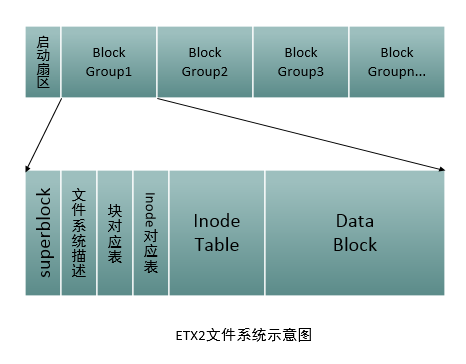 启动扇区
Block
Group1
Block
Group2
Block
Group3
Block
Groupn...
superblock
文件系统描述
块对应表
Inode对应表
Inode
Table
Data
Block
ETX2文件系统示意图